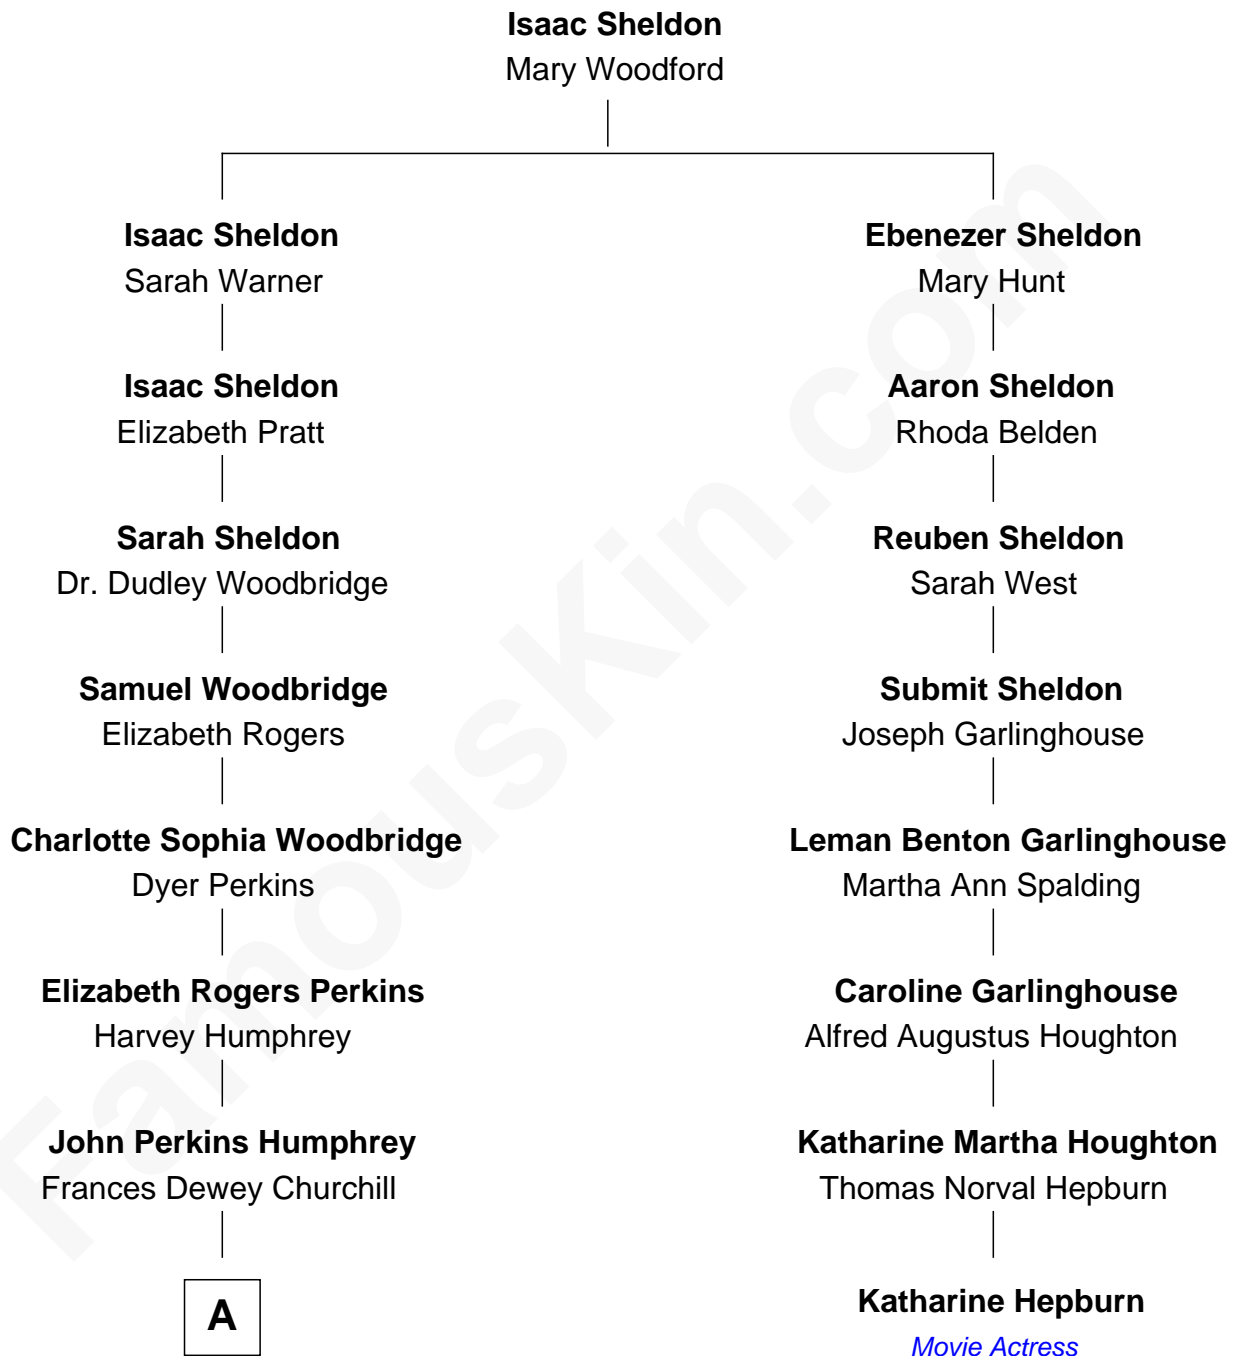 Isaac Sheldon
Mary Woodford
Isaac Sheldon
Sarah Warner
Isaac Sheldon
Elizabeth Pratt
Sarah Sheldon
Dr. Dudley Woodbridge
Samuel Woodbridge
Elizabeth Rogers
Charlotte Sophia Woodbridge
Dyer Perkins
Elizabeth Rogers Perkins
Harvey Humphrey
John Perkins Humphrey
Frances Dewey Churchill
A
Ebenezer Sheldon
Mary Hunt
Aaron Sheldon
Rhoda Belden
Reuben Sheldon
Sarah West
Submit Sheldon
Joseph Garlinghouse
Leman Benton Garlinghouse
Martha Ann Spalding
Caroline Garlinghouse
Alfred Augustus Houghton
Katharine Martha Houghton
Thomas Norval Hepburn
Katharine Hepburn
Movie Actress
FamousKin.com